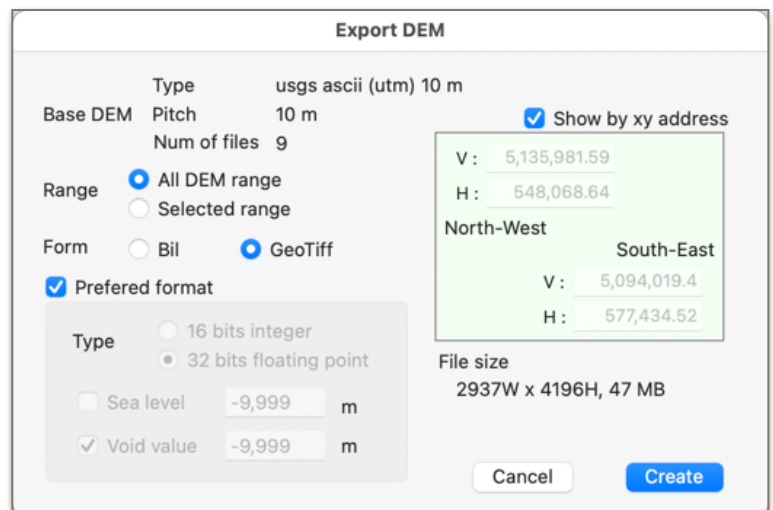 Export DEM
Type usgs ascii (utm) 10 m
Base DEM Pitch 10 m
Num of files 9
Show by xy address
Range All DEM range
Selected range
Form Bil GeoTiff
Prefered format
Type 16 bits integer
32 bits floating point
Sea level -9,999 m
Void value -9,999 m
V : 5,135,981.59
H : 548,068.64
North-West
South-East
V : 5,094,019.4
H : 577,434.52
File size
2937W x 4196H, 47 MB
Cancel Create